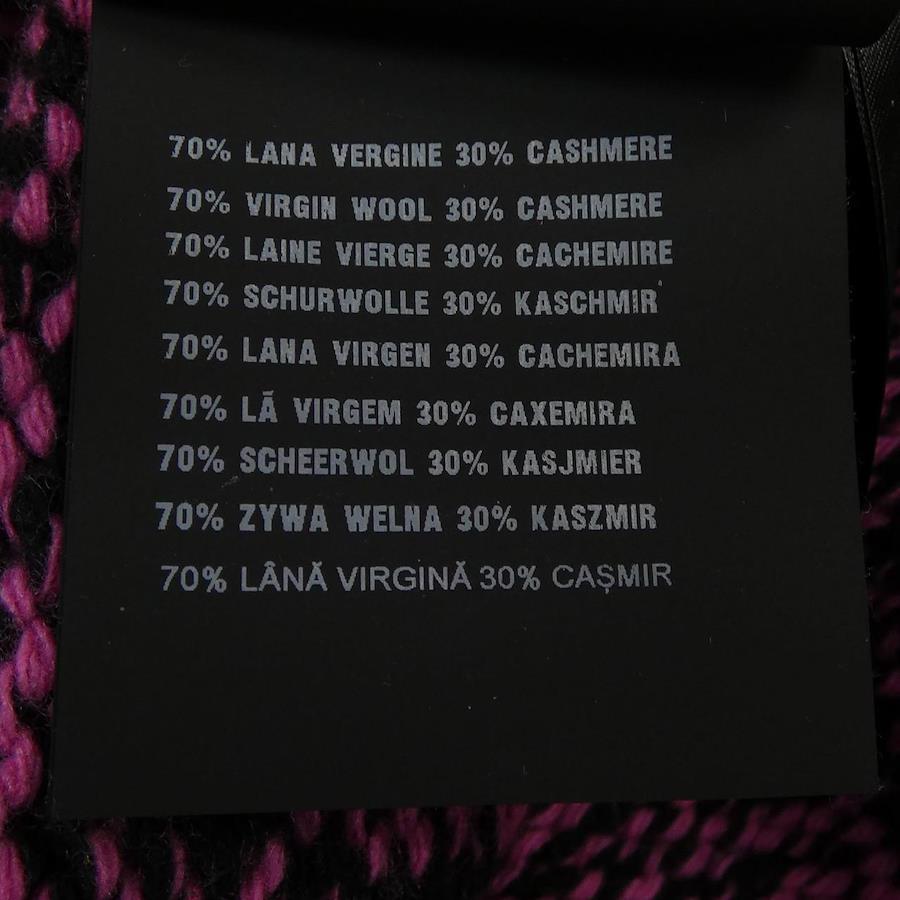 70% LANA VERGINE 30% CASHMERE
70% VIRGIN WOOL 30% CASHMERE
70% LAINE VIERGE 30% CACHEMIRE
70% SCHURWOLLE 30% KASCHMIR
70% LANA VIRGEN 30% CACHEMIRA
70% LÃ VIRGEM 30% CAXEMIRA
70% SCHEERWOL 30% KASJMIER
70% ZYWA WELNA 30% KASZMIR
70% LÂNĂ VIRGINĂ 30% CAȘMIR